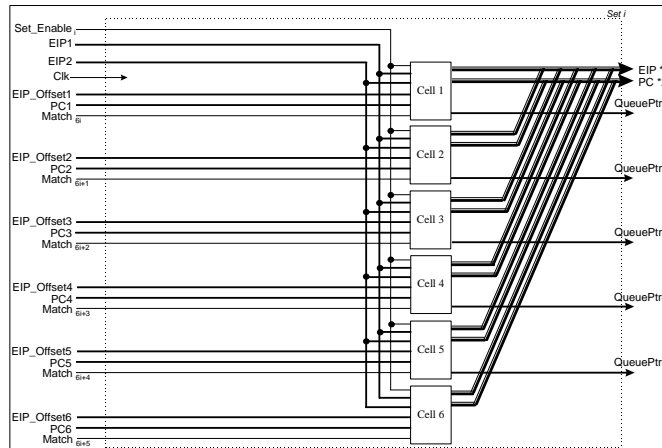 Set i
Set_Enable i
EIP1
EIP2
Clk
EIP_Offset1
PC1
Match 6i
EIP_Offset2
PC2
Match 6i+1
EIP_Offset3
PC3
Match 6i+2
EIP_Offset4
PC4
Match 6i+3
EIP_Offset5
PC5
Match 6i+4
EIP_Offset6
PC6
Match 6i+5
Cell 1
Cell 2
Cell 3
Cell 4
Cell 5
Cell 6
EIP *
PC *
QueuePtr
QueuePtr
QueuePtr
QueuePtr
QueuePtr